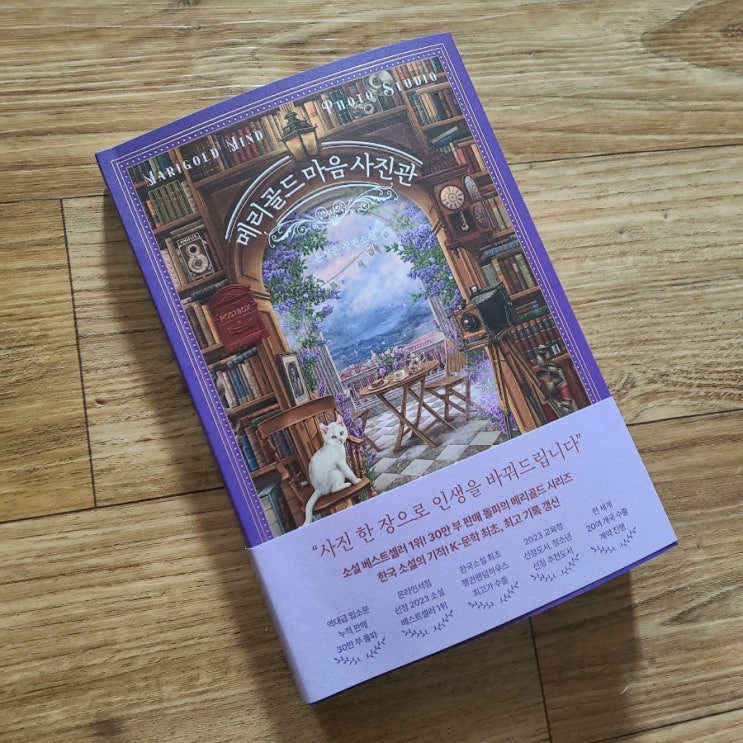 MARIGOLD MIND PHOTO STUDIO
메리골드 마음 사진관
윤정은 장편소설
POSTBOX
“사진 한 장으로 인생을 바꿔드립니다”
소설 베스트셀러 1위! 30만 부 판매 돌파의 메리골드 시리즈
한국 소설의 기적! K-문학 최초, 최고 기록 갱신
역대급 입소문
누적 판매
30만 부 돌파
온라인서점
선정 2023 소설
베스트셀러 1위
한국소설 최초
펭귄랜덤하우스
최고가 수출
2023 교육청
선정도서, 청소년
선정 추천도서
전 세계
20여 개국 수출
계약 진행